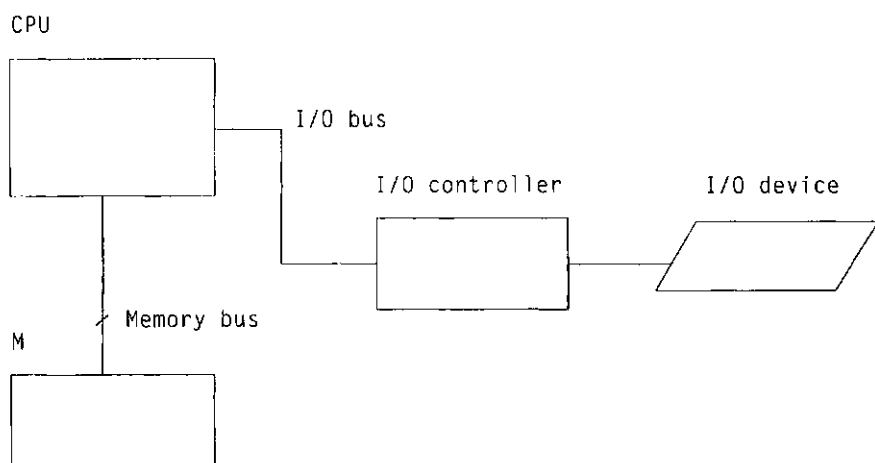 CPU
I/O bus
I/O controller
I/O device
Memory bus
M